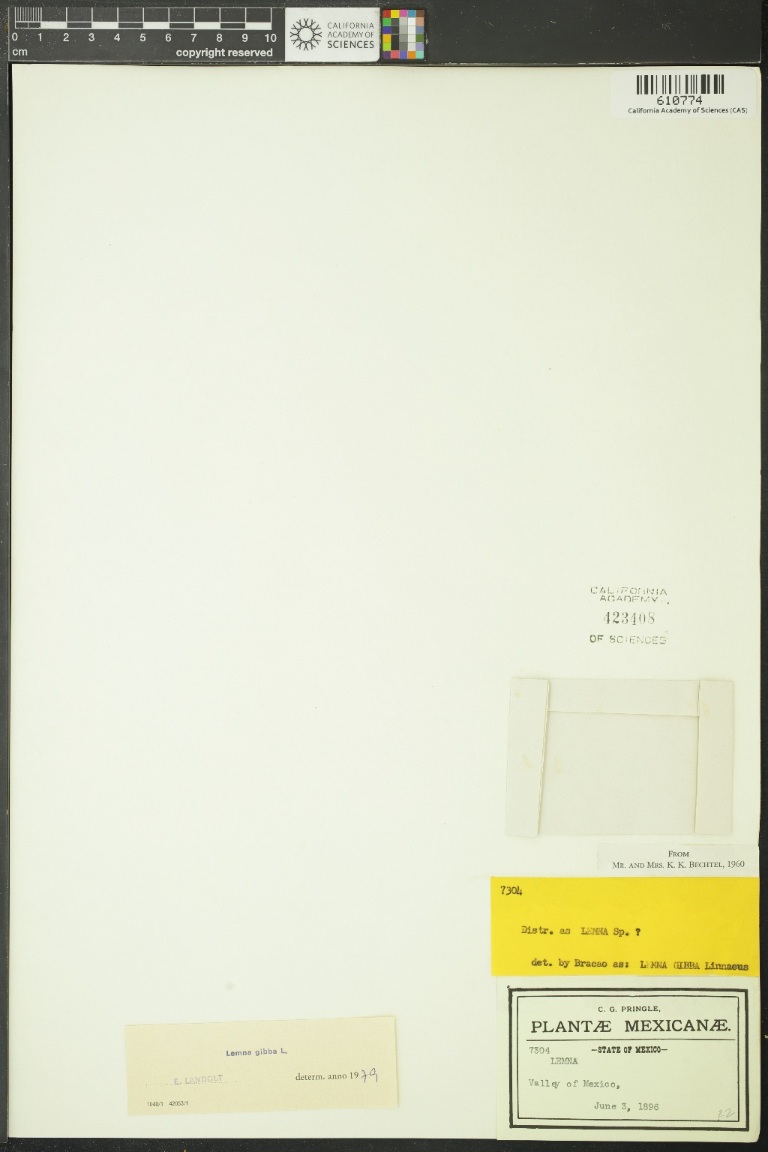 0 1 2 3 4 5 6 7 8 9 10
cm
copyright reserved
CALIFORNIA
ACADEMY OF
SCIENCES
610774
California Academy of Sciences (CAS)
CALIFORNIA
ACADEMY
423408
OF SCIENCES
FROM
MR. AND MRS. K. K. BECHTEL, 1960
7304
Distr. as LEMNA Sp. ?
det. by Bracao as: LEMNA GIBBA Linnaeus
C. G. PRINGLE,
PLANTÆ MEXICANÆ.
7304 —STATE OF MEXICO—
LEMNA
Valley of Mexico,
June 3, 1896
22
Lemna gibba L.
E. LANDOLT determ. anno 1979